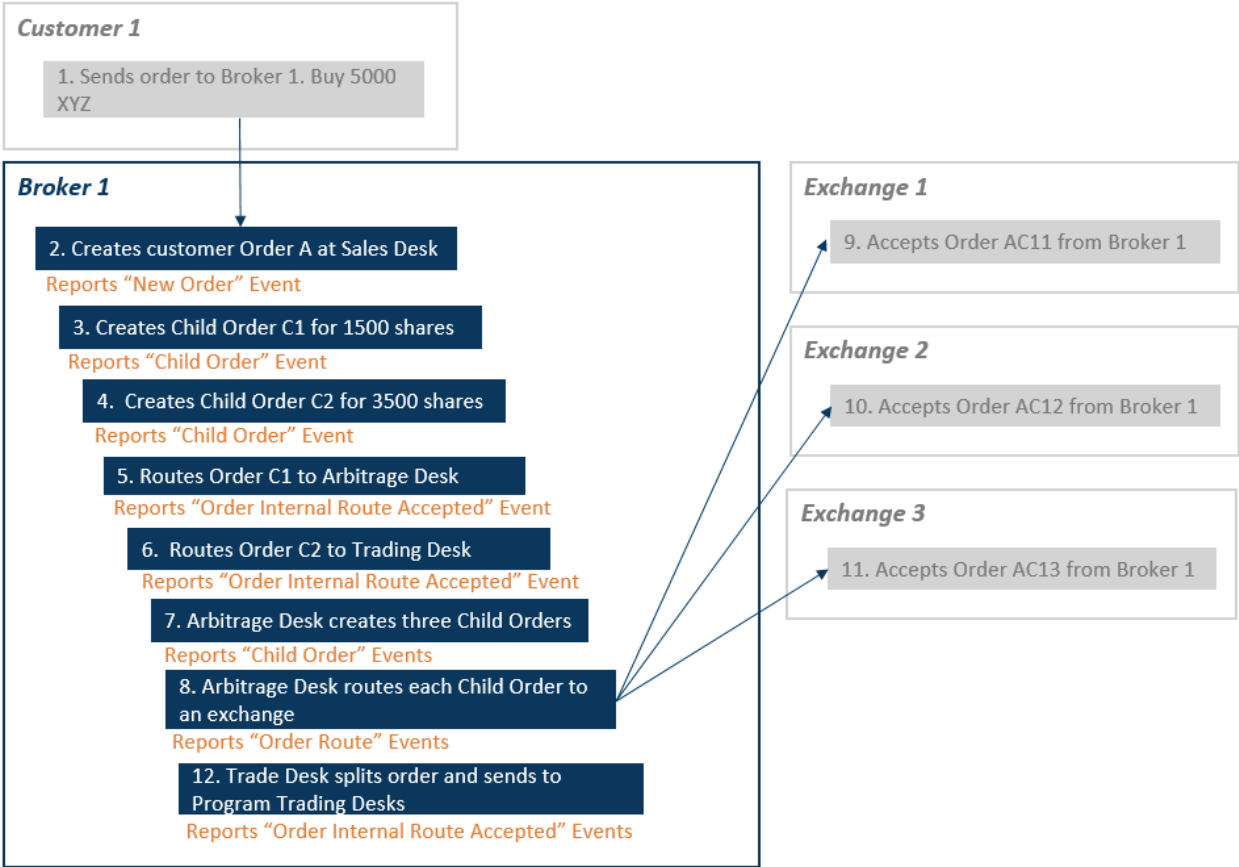 Customer 1
1. Sends order to Broker 1. Buy 5000
XYZ
Broker 1
2. Creates customer Order A at Sales Desk
Reports “New Order” Event
3. Creates Child Order C1 for 1500 shares
Reports “Child Order” Event
4. Creates Child Order C2 for 3500 shares
Reports “Child Order” Event
5. Routes Order C1 to Arbitrage Desk
Reports “Order Internal Route Accepted” Event
6. Routes Order C2 to Trading Desk
Reports “Order Internal Route Accepted” Event
7. Arbitrage Desk creates three Child Orders
Reports “Child Order” Events
8. Arbitrage Desk routes each Child Order to
an exchange
Reports “Order Route” Events
12. Trade Desk splits order and sends to
Program Trading Desks
Reports “Order Internal Route Accepted” Events
Exchange 1
9. Accepts Order AC11 from Broker 1
Exchange 2
10. Accepts Order AC12 from Broker 1
Exchange 3
11. Accepts Order AC13 from Broker 1